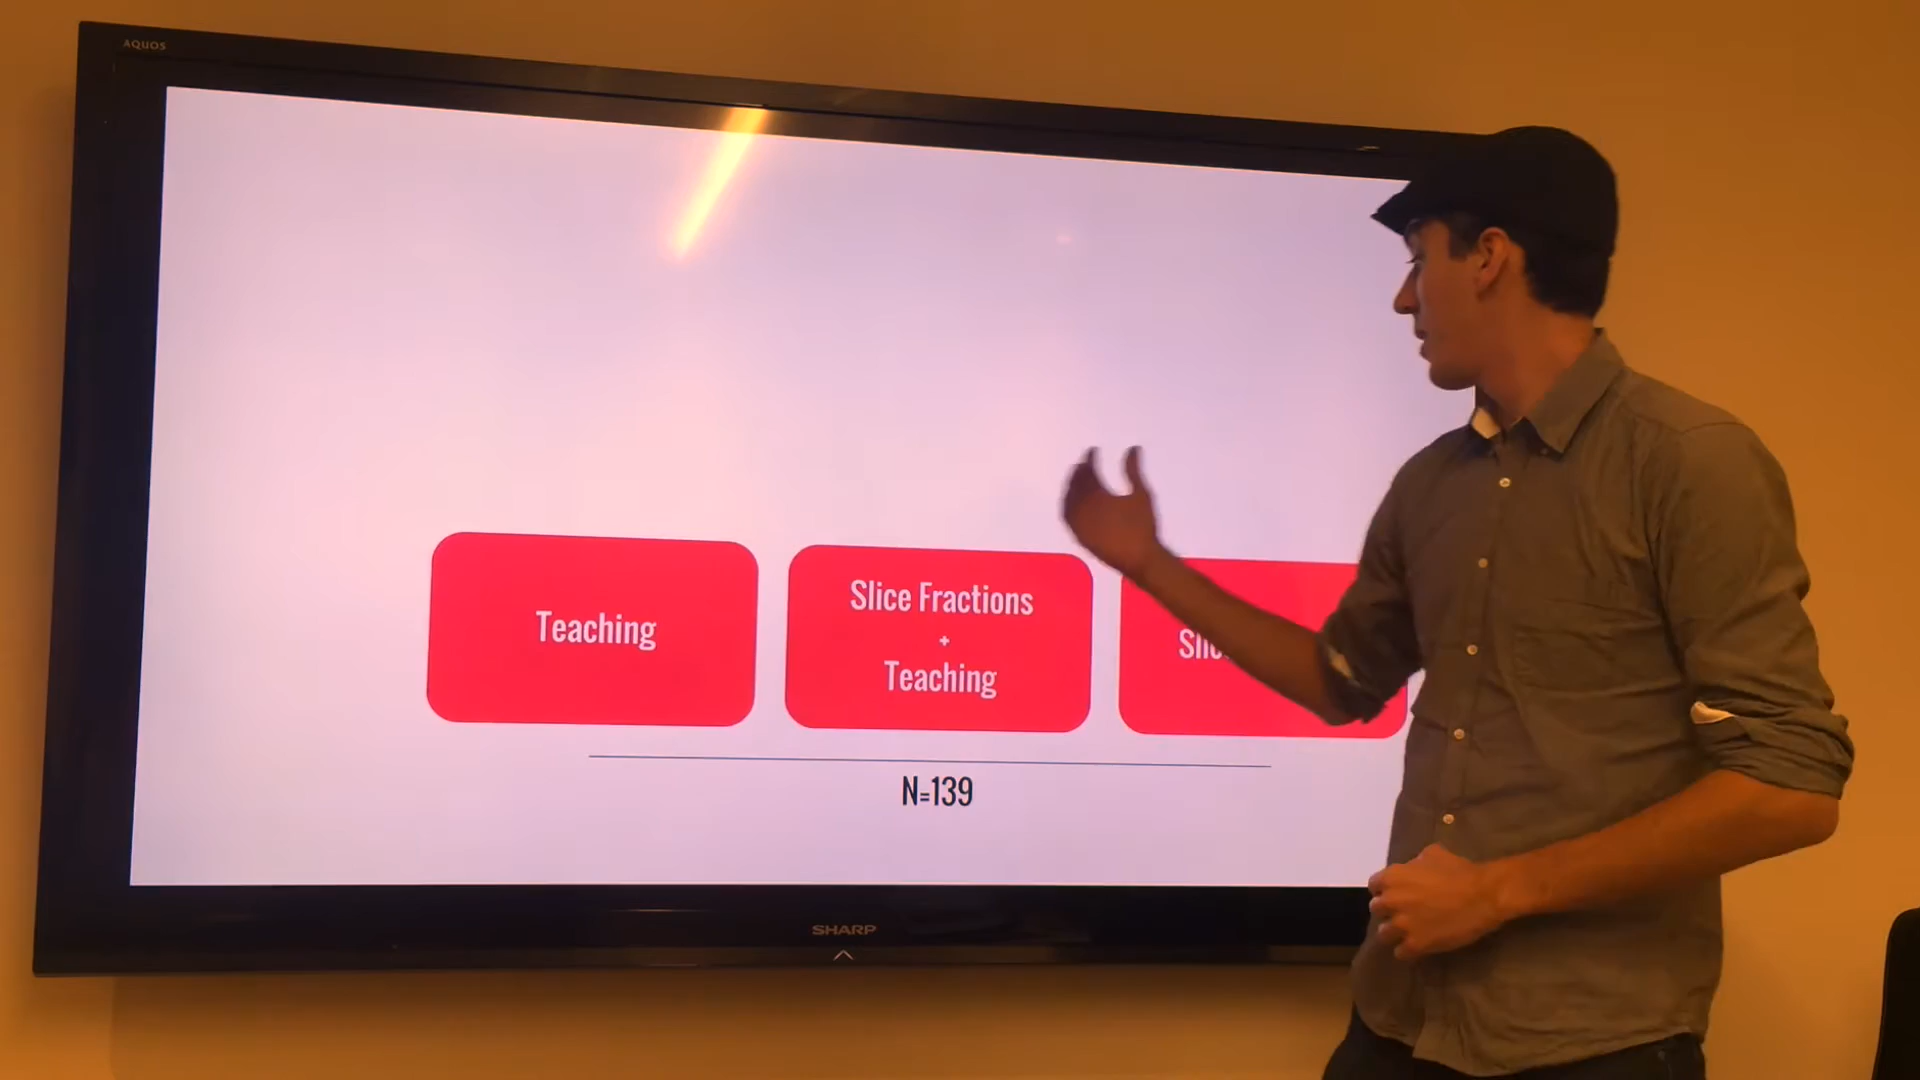 AQUOS
Teaching
Slice Fractions
+
Teaching
N=139
SHARP